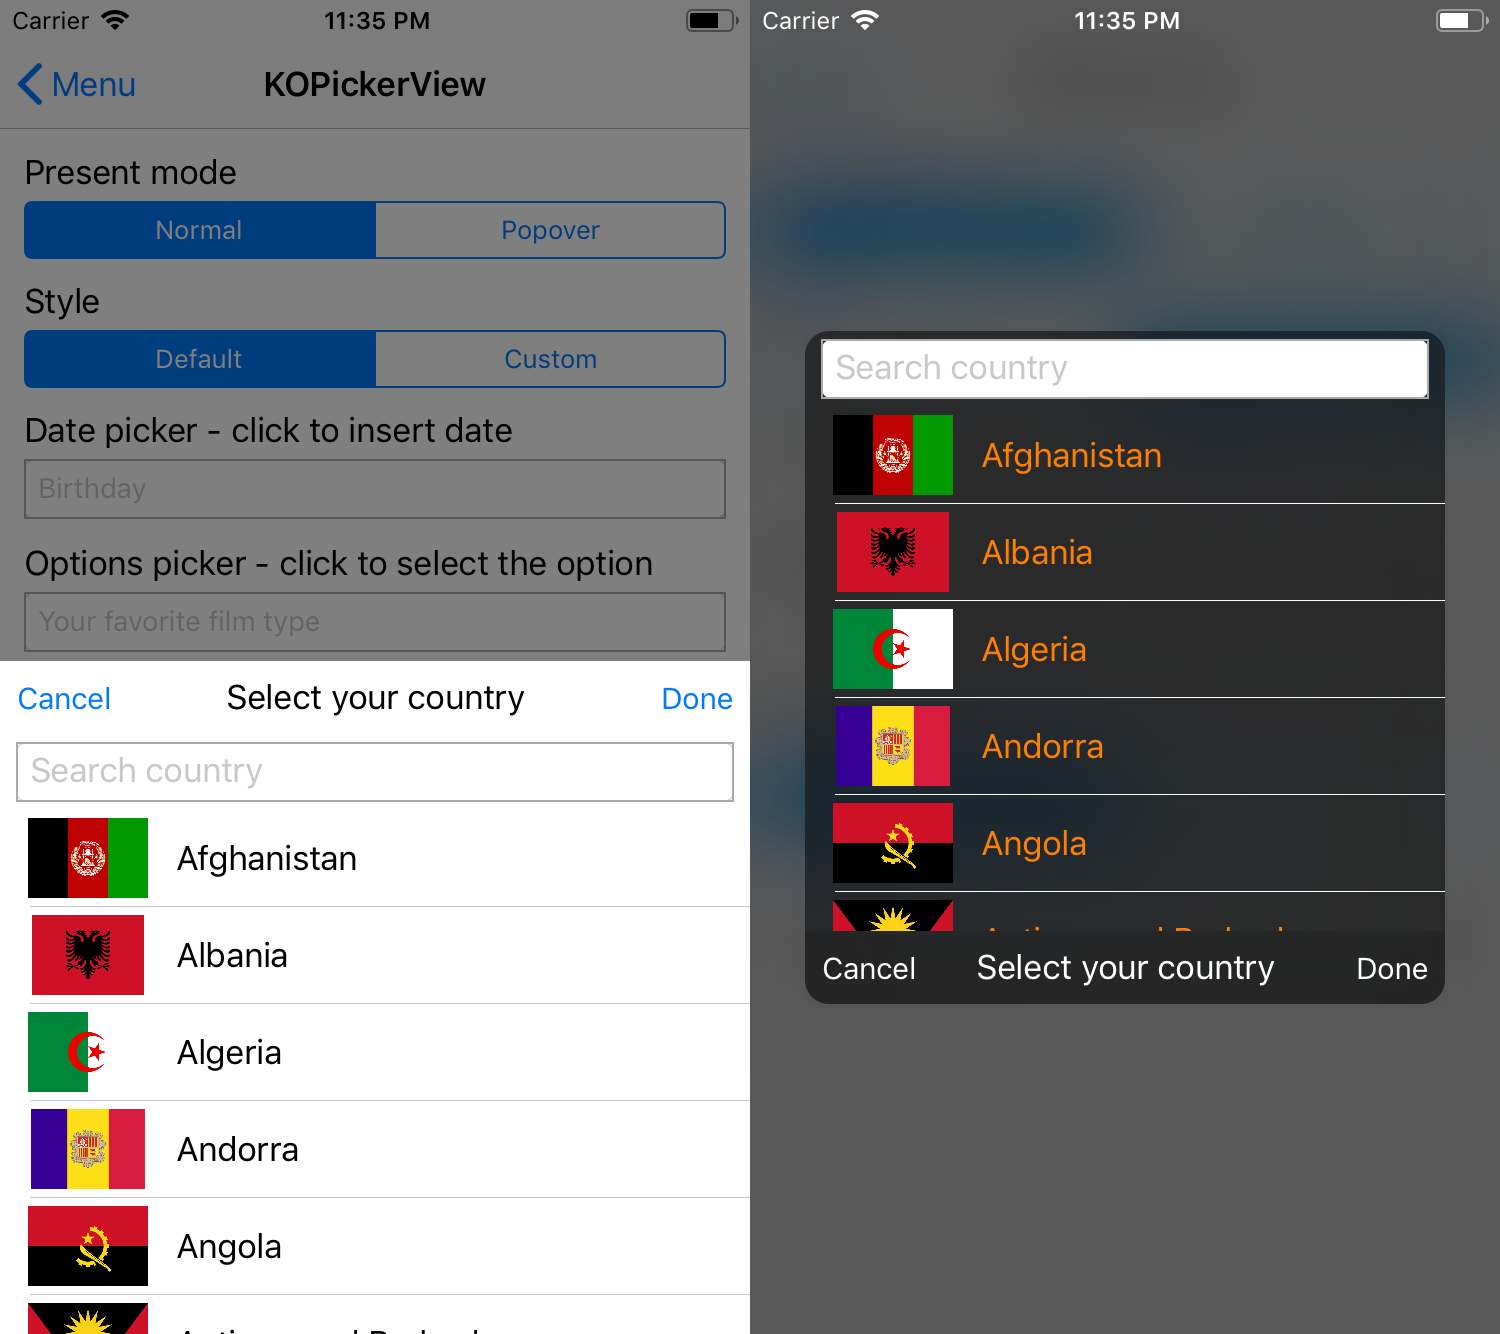 Carrier 11:35 PM
Menu KOPickerView
Present mode
Normal Popover
Style
Default Custom
Date picker - click to insert date
Birthday
Options picker - click to select the option
Your favorite film type
Cancel Select your country Done
Search country
Afghanistan
Albania
Algeria
Andorra
Angola
Carrier 11:35 PM
Search country
Afghanistan
Albania
Algeria
Andorra
Angola
Cancel Select your country Done